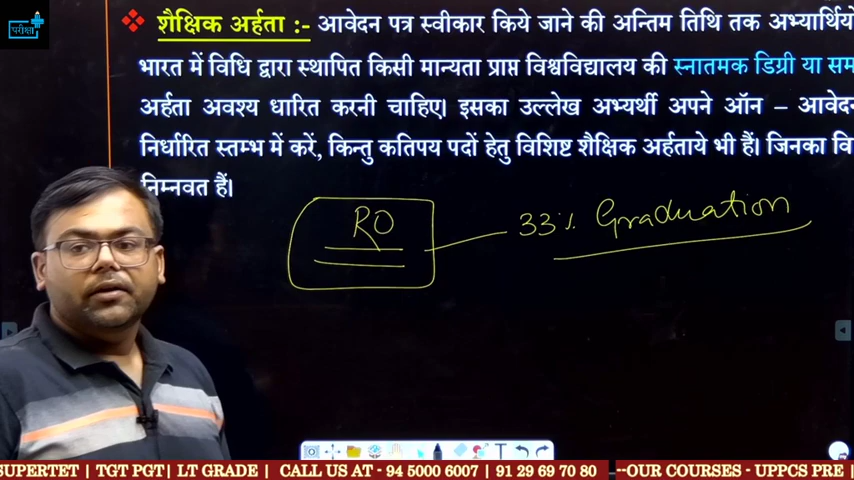 परीक्षा
❖ शैक्षिक अर्हता :- आवेदन पत्र स्वीकार किये जाने की अन्तिम तिथि तक अभ्यार्थियो
भारत में विधि द्वारा स्थापित किसी मान्यता प्राप्त विश्वविद्यालय की स्नातमक डिग्री या सम
अर्हता अवश्य धारित करनी चाहिए। इसका उल्लेख अभ्यर्थी अपने ऑन – आवेदन
निर्धारित स्तम्भ में करें, किन्तु कतिपय पदों हेतु विशिष्ट शैक्षिक अर्हताये भी हैं। जिनका वि
निम्नवत हैं।
RO 33% Graduation
SUPERTET | TGT PGT| LT GRADE | CALL US AT - 94 5000 6007 | 91 29 69 70 80 --OUR COURSES - UPPCS PRE |